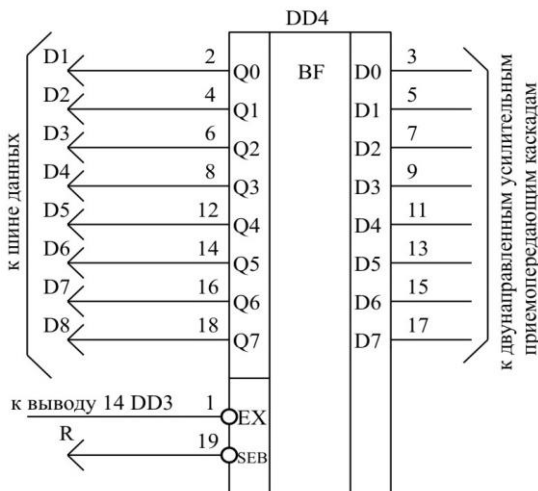 DD4
D1 2 Q0 BF D0 3
D2 4 Q1 D1 5
D3 6 Q2 D2 7
D4 8 Q3 D3 9
D5 12 Q4 D4 11
D6 14 Q5 D5 13
D7 16 Q6 D6 15
D8 18 Q7 D7 17
к выводу 14 DD3 1 EX
R 19 SEB
к шине данных
к двунаправленным усилительным
приемопередающим каскадам